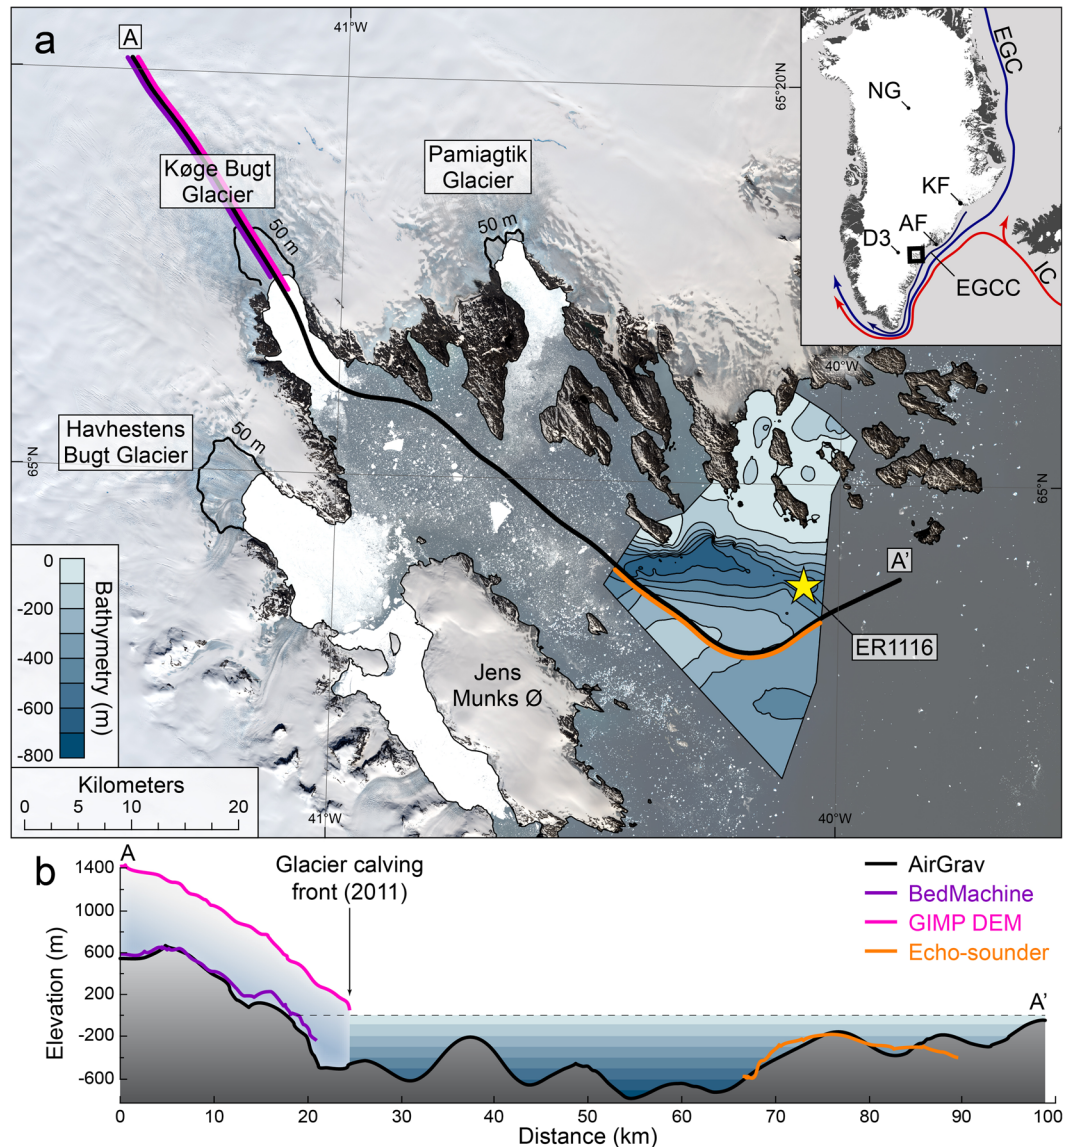 a
A
41°W
65°20'N
Køge Bugt
Glacier
Pamiagtik
Glacier
50 m
50 m
NG
EGC
KF
AF
D3
EGCC
IC
40°W
Havhestens
Bugt Glacier
50 m
65°N
65°N
A'
ER1116
Jens
Munks Ø
0
-200
-400
-600
-800
Bathymetry (m)
Kilometers
0 10 20
41°W
40°W
b
A
Glacier calving
front (2011)
AirGrav
BedMachine
GIMP DEM
Echo-sounder
A'
1400
1000
600
200
-200
-600
Elevation (m)
0 10 20 30 40 50 60 70 80 90 100
Distance (km)